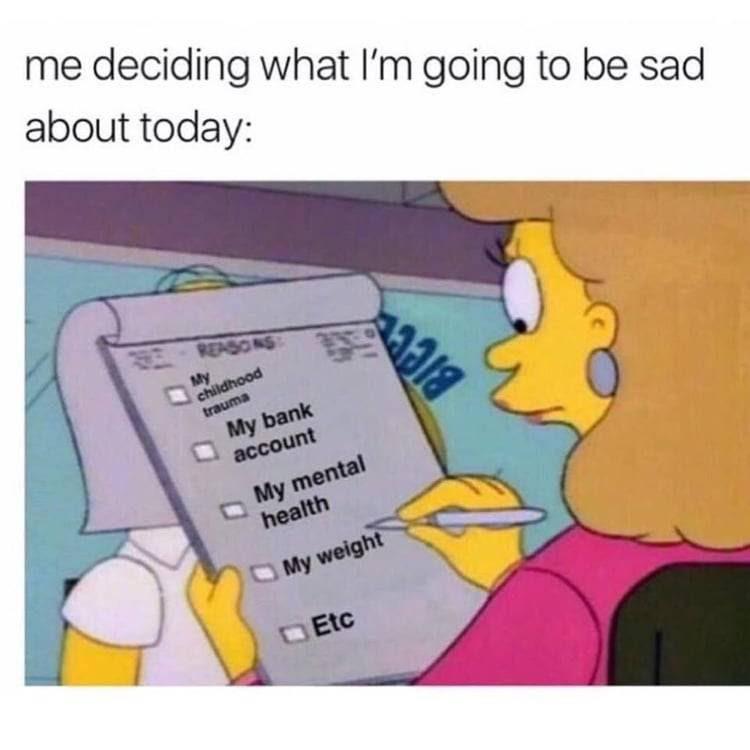 me deciding what I'm going to be sad
about today:
REASONS:
My
childhood
trauma
My bank
account
My mental
health
My weight
Etc